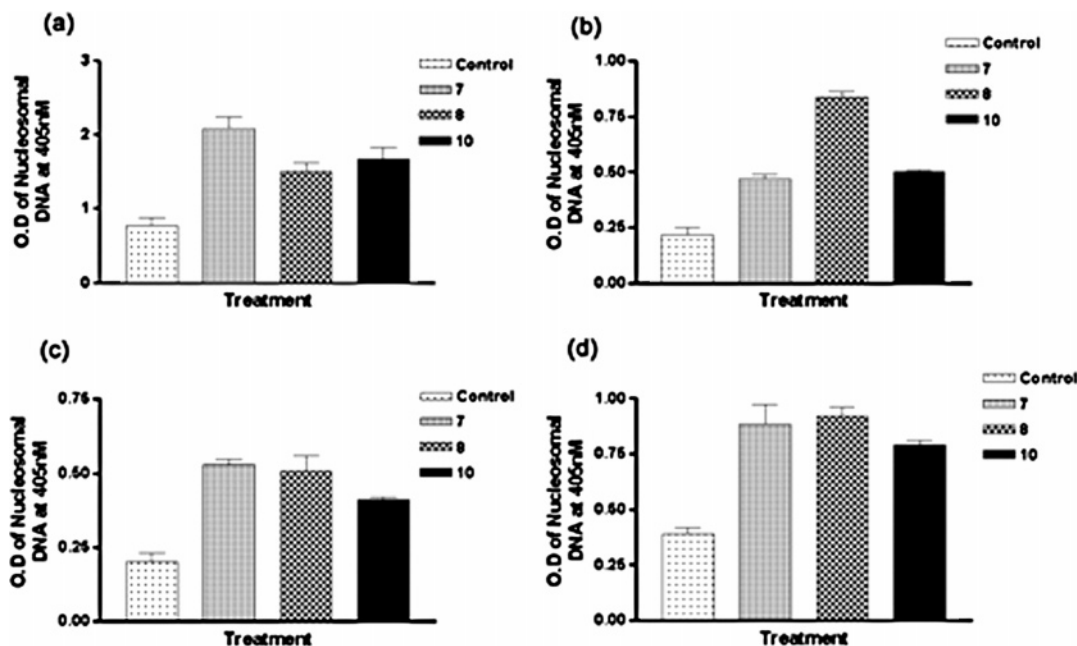 (a)
3
2
1
0
O.D of Nucleosomal
DNA at 405nM
Treatment
Control
7
8
10
(b)
1.00
0.75
0.50
0.25
0.00
O.D of Nucleosomal
DNA at 405nM
Treatment
Control
7
8
10
(c)
0.75
0.50
0.25
0.00
O.D of Nucleosomal
DNA at 405nM
Treatment
Control
7
8
10
(d)
1.00
0.75
0.50
0.25
0.00
O.D of Nucleosomal
DNA at 405nM
Treatment
Control
7
8
10